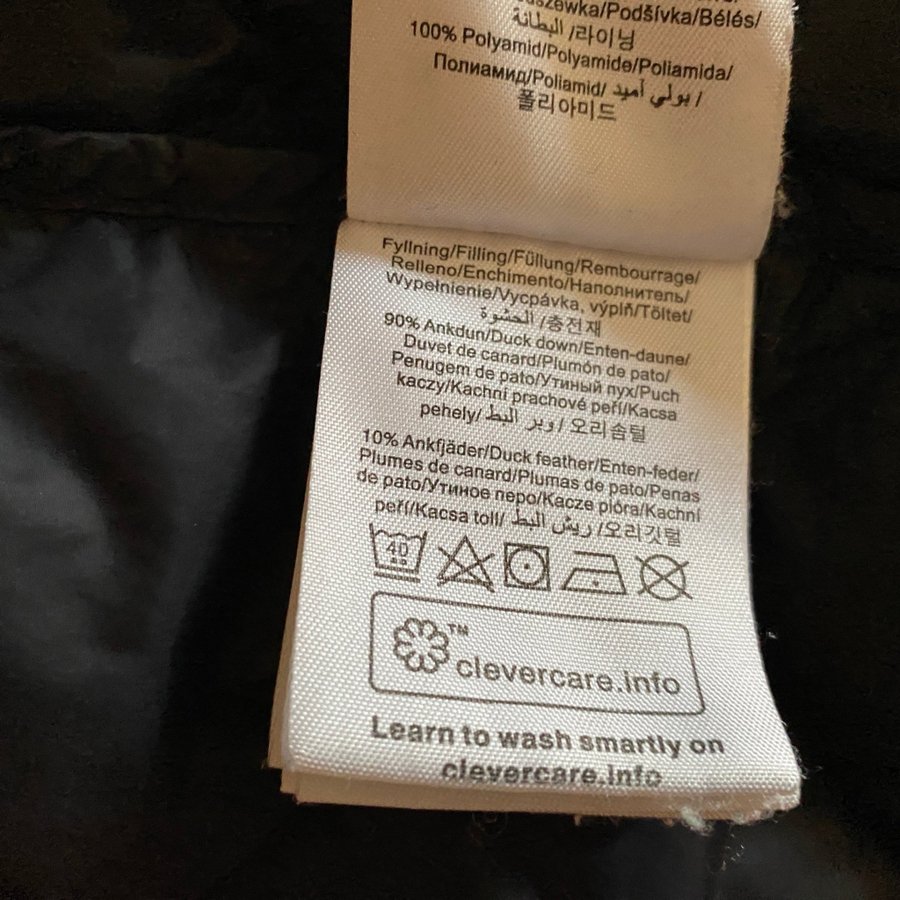 Podšívka/Bélés/
البطانة /라이닝
100% Polyamid/Polyamide/Poliamida/
Полиамид/Poliamid/ بولي أميد /
폴리아미드
Fyllning/Filling/Füllung/Rembourrage/
Relleno/Enchimento/Наполнитель/
Wypełnienie/Vycpávka, výplň/Töltet/
الحشوة /충전재
90% Ankdun/Duck down/Enten-daune/
Duvet de canard/Plumón de pato/
Penugem de pato/Утиный пух/Puch
kaczy/Kachní prachové peří/Kacsa
pehely/ وبر البط /오리솜털
10% Ankfjäder/Duck feather/Enten-feder/
Plumes de canard/Plumas de pato/Penas
de pato/Утиное перо/Kacze pióra/Kachní
peří/Kacsa toll/ ريش البط /오리깃털
40
™
clevercare.info
Learn to wash smartly on
clevercare.info